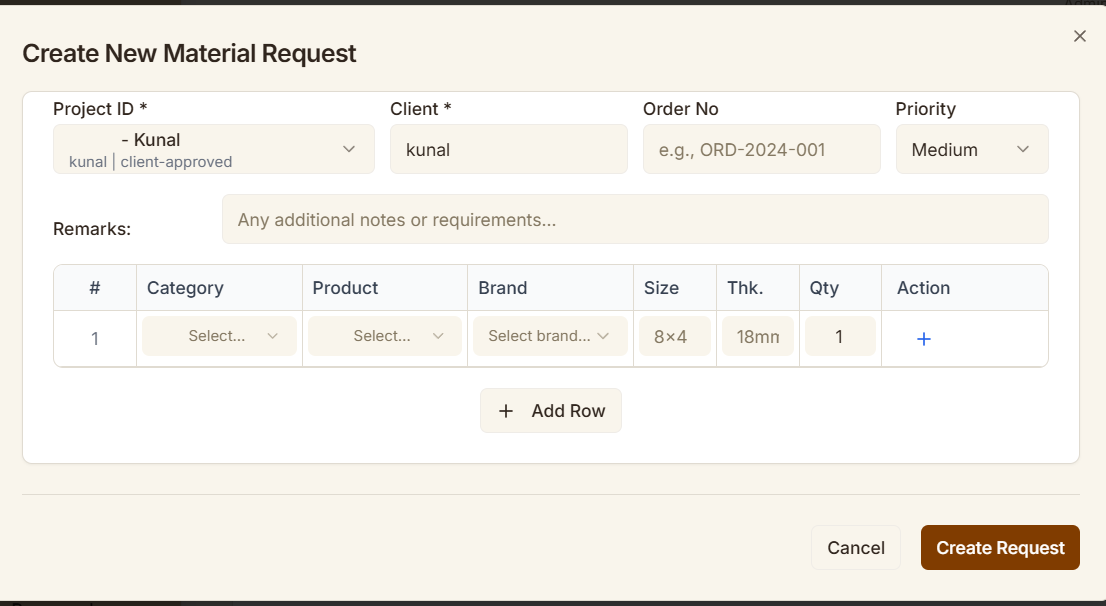 Create New Material Request
Project ID * Client * Order No Priority
- Kunal
kunal | client-approved
kunal
e.g., ORD-2024-001
Medium
Remarks:
Any additional notes or requirements...
# Category Product Brand Size Thk. Qty Action
1 Select... Select... Select brand... 8×4 18mm 1 +
+ Add Row
Cancel Create Request